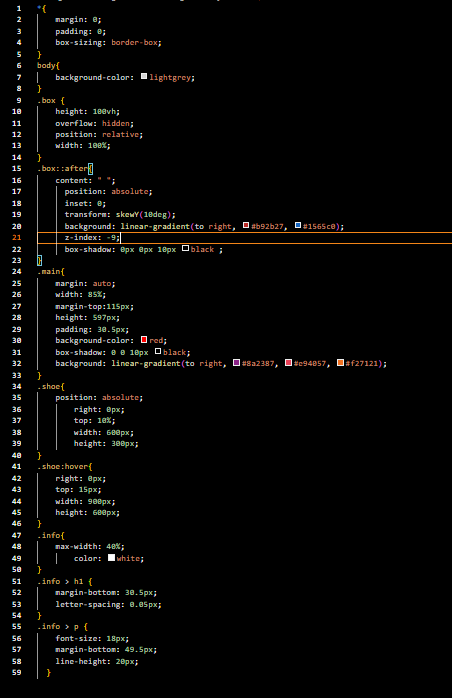 1 *{
2 margin: 0;
3 padding: 0;
4 box-sizing: border-box;
5 }
6 body{
7 background-color: lightgrey;
8 }
9 .box {
10 height: 100vh;
11 overflow: hidden;
12 position: relative;
13 width: 100%;
14 }
15 .box::after{
16 content: " ";
17 position: absolute;
18 inset: 0;
19 transform: skewY(10deg);
20 background: linear-gradient(to right, #b92b27, #1565c0);
21 z-index: -9;
22 box-shadow: 0px 0px 10px black ;
23 }
24 .main{
25 margin: auto;
26 width: 85%;
27 margin-top:115px;
28 height: 597px;
29 padding: 30.5px;
30 background-color: red;
31 box-shadow: 0 0 10px black;
32 background: linear-gradient(to right, #8a2387, #e94057, #f27121);
33 }
34 .shoe{
35 position: absolute;
36 right: 0px;
37 top: 10%;
38 width: 600px;
39 height: 300px;
40 }
41 .shoe:hover{
42 right: 0px;
43 top: 15px;
44 width: 900px;
45 height: 600px;
46 }
47 .info{
48 max-width: 40%;
49 color: white;
50 }
51 .info > h1 {
52 margin-bottom: 30.5px;
53 letter-spacing: 0.05px;
54 }
55 .info > p {
56 font-size: 18px;
57 margin-bottom: 49.5px;
58 line-height: 20px;
59 }